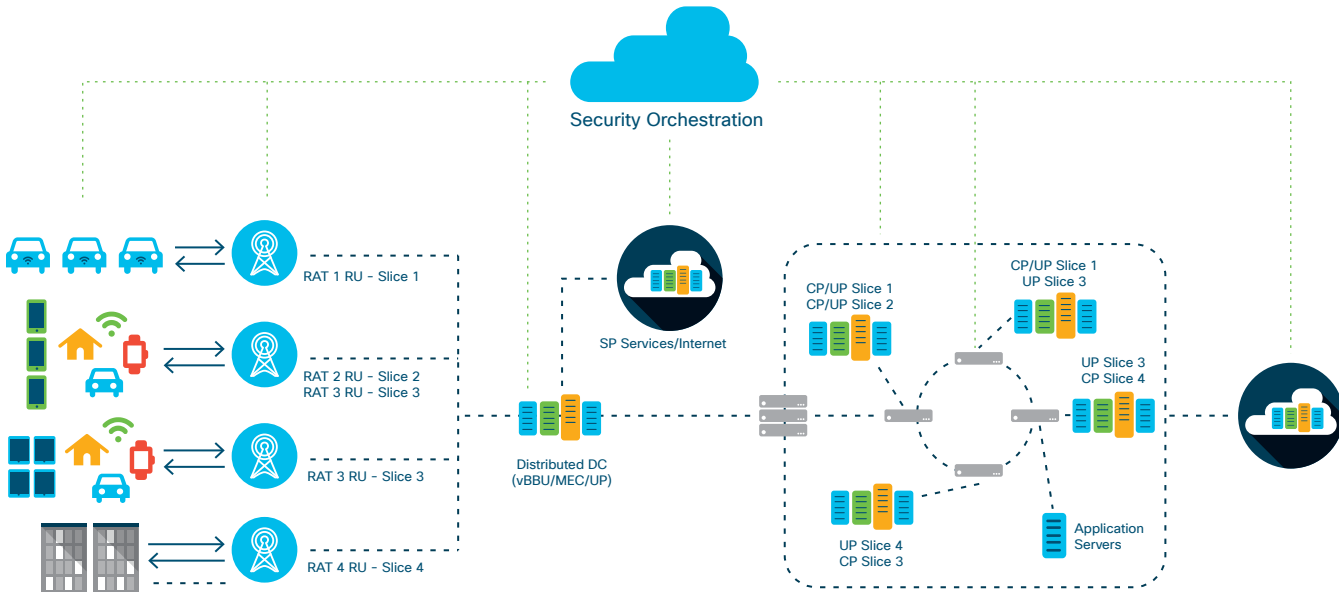 Security Orchestration
RAT 1 RU - Slice 1
RAT 2 RU - Slice 2
RAT 3 RU - Slice 3
RAT 3 RU - Slice 3
RAT 4 RU - Slice 4
SP Services/Internet
Distributed DC
(vBBU/MEC/UP)
CP/UP Slice 1
CP/UP Slice 2
CP/UP Slice 1
UP Slice 3
UP Slice 3
CP Slice 4
UP Slice 4
CP Slice 3
Application
Servers